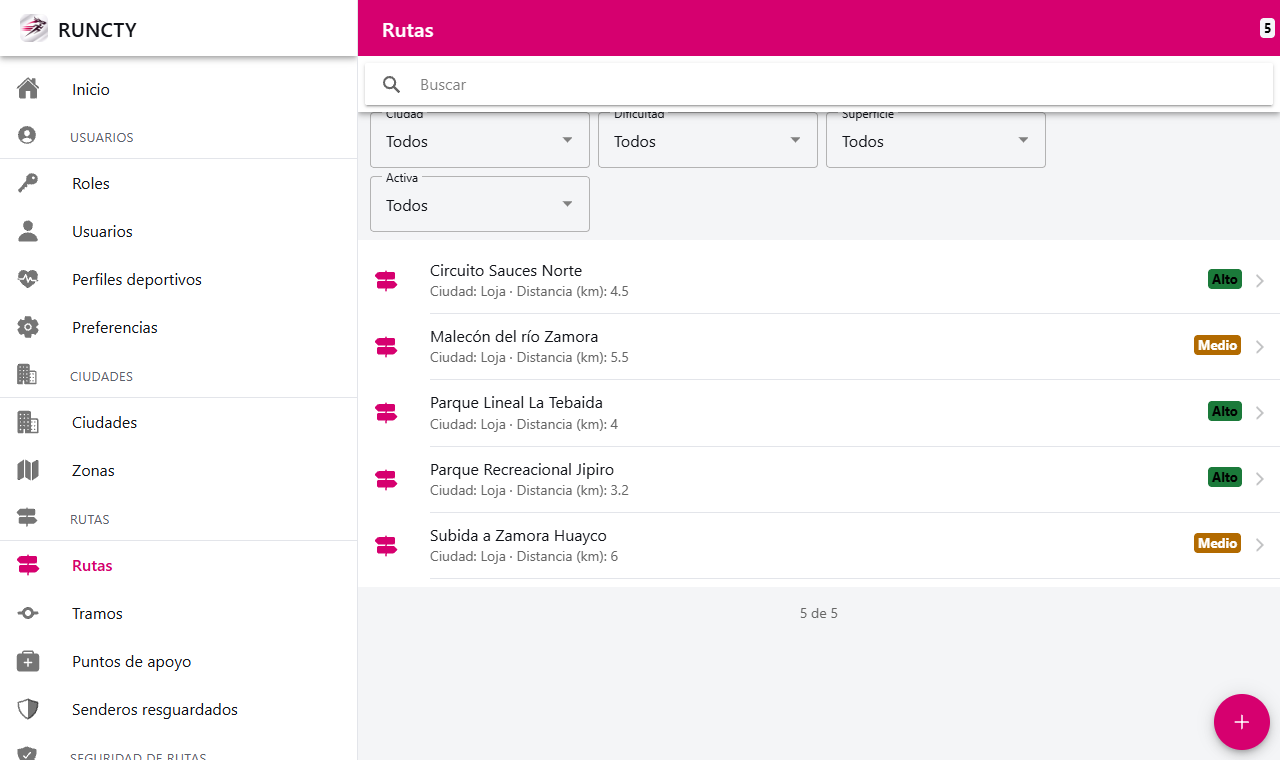 RUNCTY
Inicio
USUARIOS
Roles
Usuarios
Perfiles deportivos
Preferencias
CIUDADES
Ciudades
Zonas
RUTAS
Rutas
Tramos
Puntos de apoyo
Senderos resguardados
SEGURIDAD DE RUTAS
Rutas
5
Buscar
Ciudad
Todos
Dificultad
Todos
Superficie
Todos
Activa
Todos
Circuito Sauces Norte
Ciudad: Loja · Distancia (km): 4.5
Alto
Malecón del río Zamora
Ciudad: Loja · Distancia (km): 5.5
Medio
Parque Lineal La Tebaida
Ciudad: Loja · Distancia (km): 4
Alto
Parque Recreacional Jipiro
Ciudad: Loja · Distancia (km): 3.2
Alto
Subida a Zamora Huayco
Ciudad: Loja · Distancia (km): 6
Medio
5 de 5